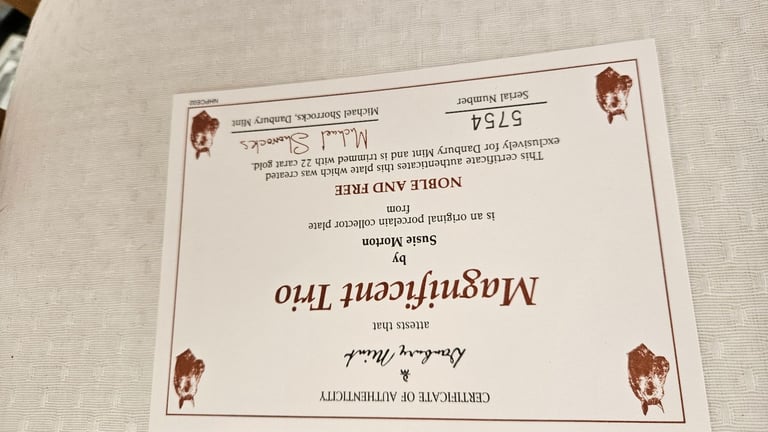 CERTIFICATE OF AUTHENTICITY
Danbury Mint
attests that
Magnificent Trio
by
Susie Morton
is an original porcelain collector plate
from
NOBLE AND FREE
This certificate authenticates this plate which was created
exclusively for Danbury Mint and is trimmed with 22 carat gold.
5754
Serial Number
Michael Shorrocks
Michael Shorrocks, Danbury Mint
NHPCE02